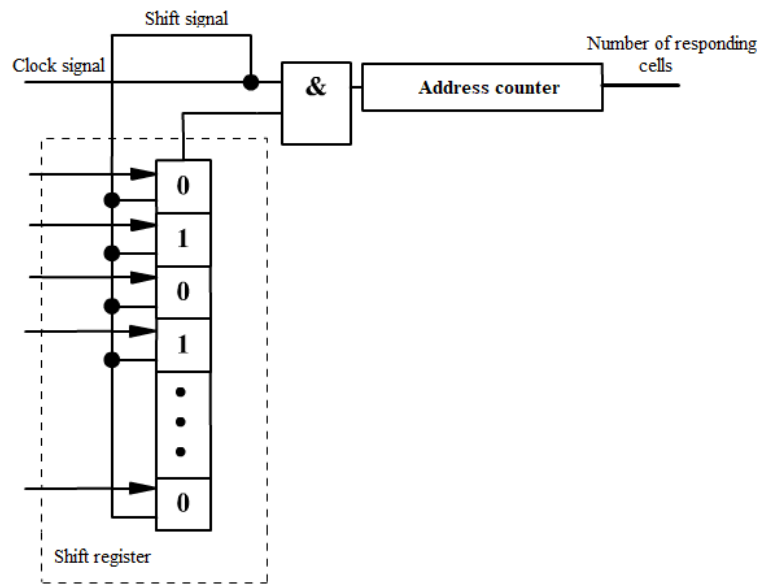 Shift signal
Number of responding
cells
Clock signal
&
Address counter
0
1
0
1
0
Shift register